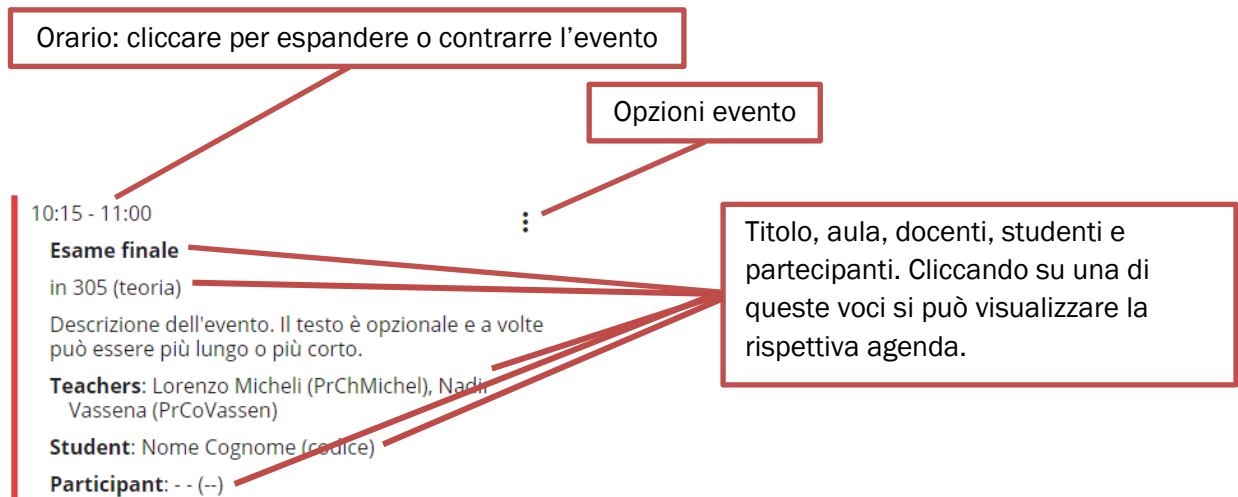 Orario: cliccare per espandere o contrarre l'evento
Opzioni evento
10:15 - 11:00
Esame finale
in 305 (teoria)
Descrizione dell'evento. Il testo è opzionale e a volte
può essere più lungo o più corto.
Teachers: Lorenzo Micheli (PrChMichel), Nadir
Vassena (PrCoVassen)
Student: Nome Cognome (codice)
Participant: - - (--)
Titolo, aula, docenti, studenti e
partecipanti. Cliccando su una di
queste voci si può visualizzare la
rispettiva agenda.